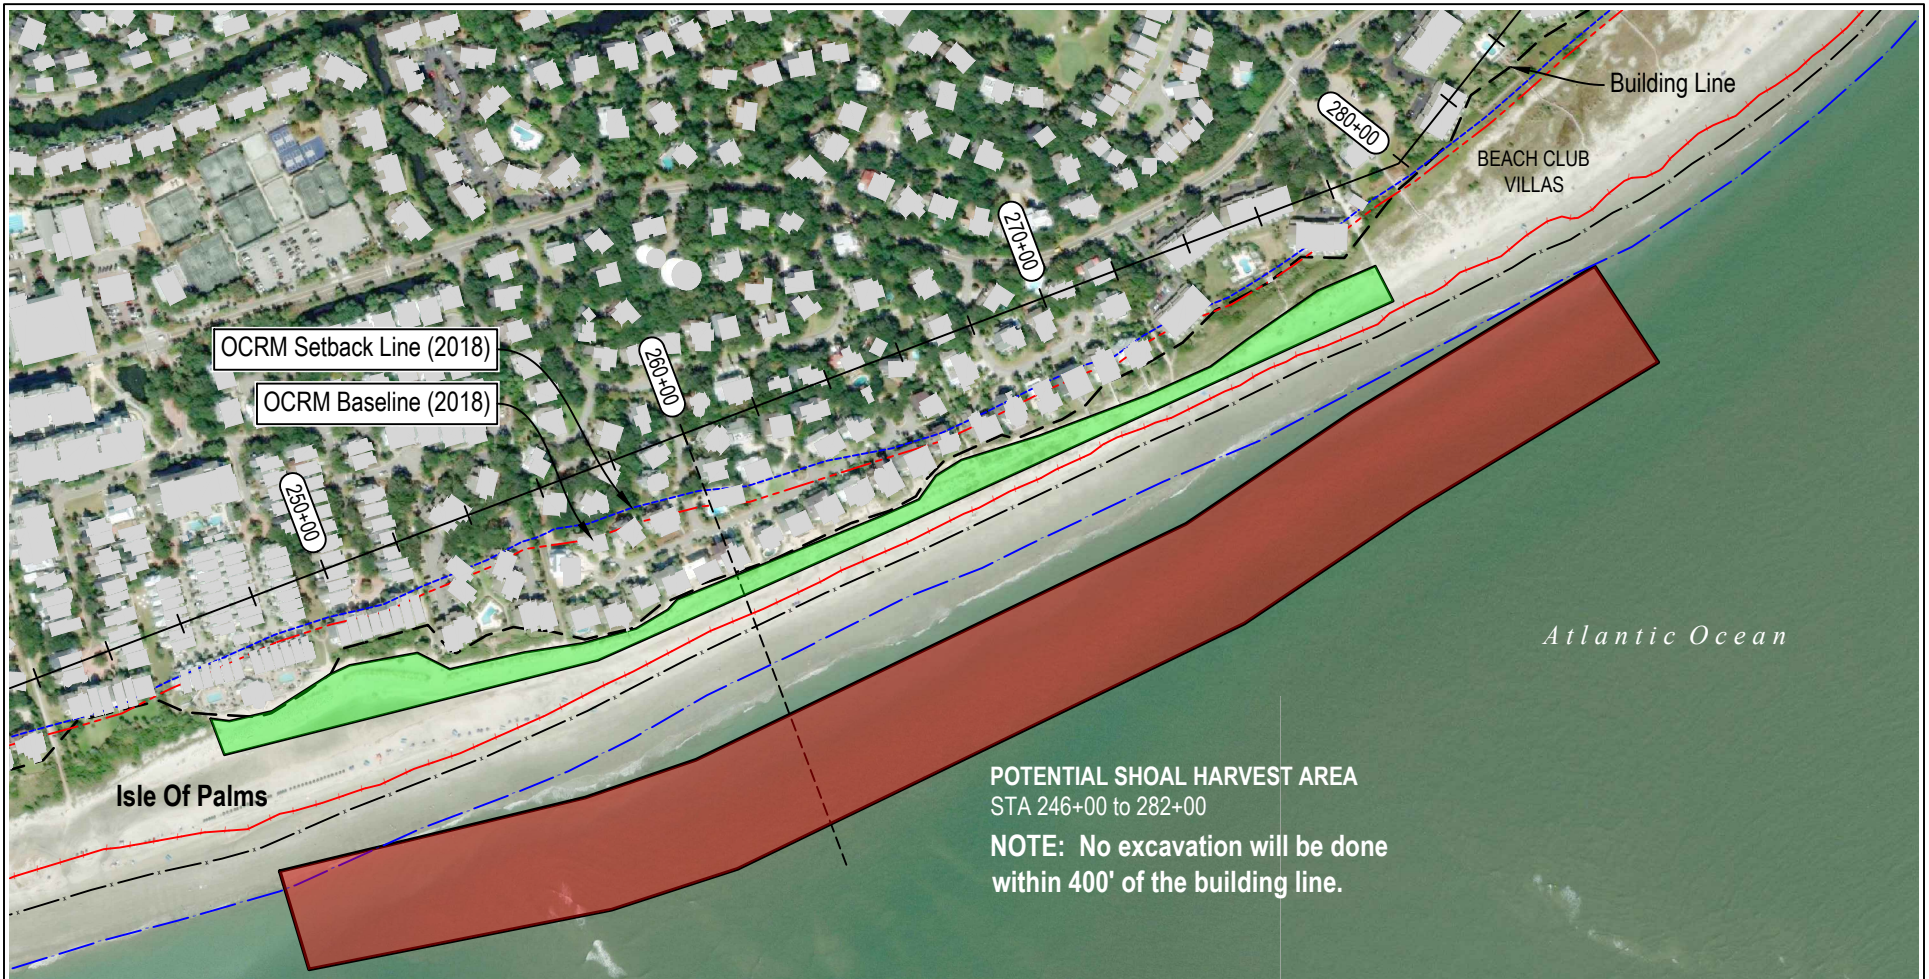 Building Line
280+00
BEACH CLUB
VILLAS
270+00
OCRM Setback Line (2018)
260+00
OCRM Baseline (2018)
250+00
Atlantic Ocean
Isle Of Palms
POTENTIAL SHOAL HARVEST AREA
STA 246+00 to 282+00
NOTE: No excavation will be done
within 400' of the building line.